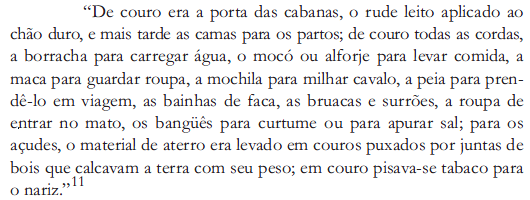 “De couro era a porta das cabanas, o rude leito aplicado ao
chão duro, e mais tarde as camas para os partos; de couro todas as cordas,
a borracha para carregar água, o mocó ou alforje para levar comida, a
maca para guardar roupa, a mochila para milhar cavalo, a peia para pren-
dê-lo em viagem, as bainhas de faca, as bruacas e surrões, a roupa de
entrar no mato, os bangüês para curtume ou para apurar sal; para os
açudes, o material de aterro era levado em couros puxados por juntas de
bois que calcavam a terra com seu peso; em couro pisava-se tabaco para
o nariz.”11